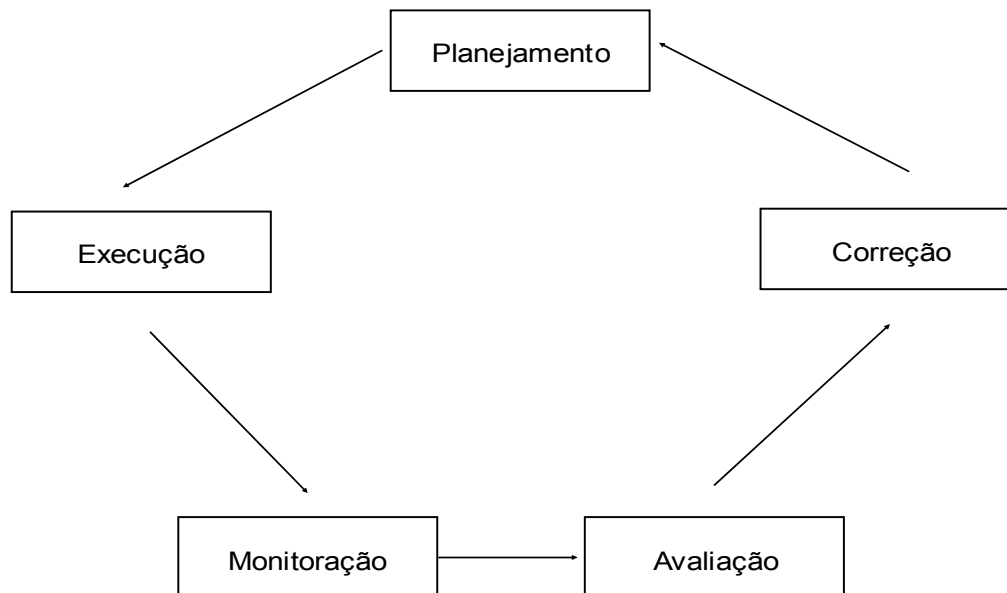 Planejamento
Execução
Correção
Monitoração
Avaliação